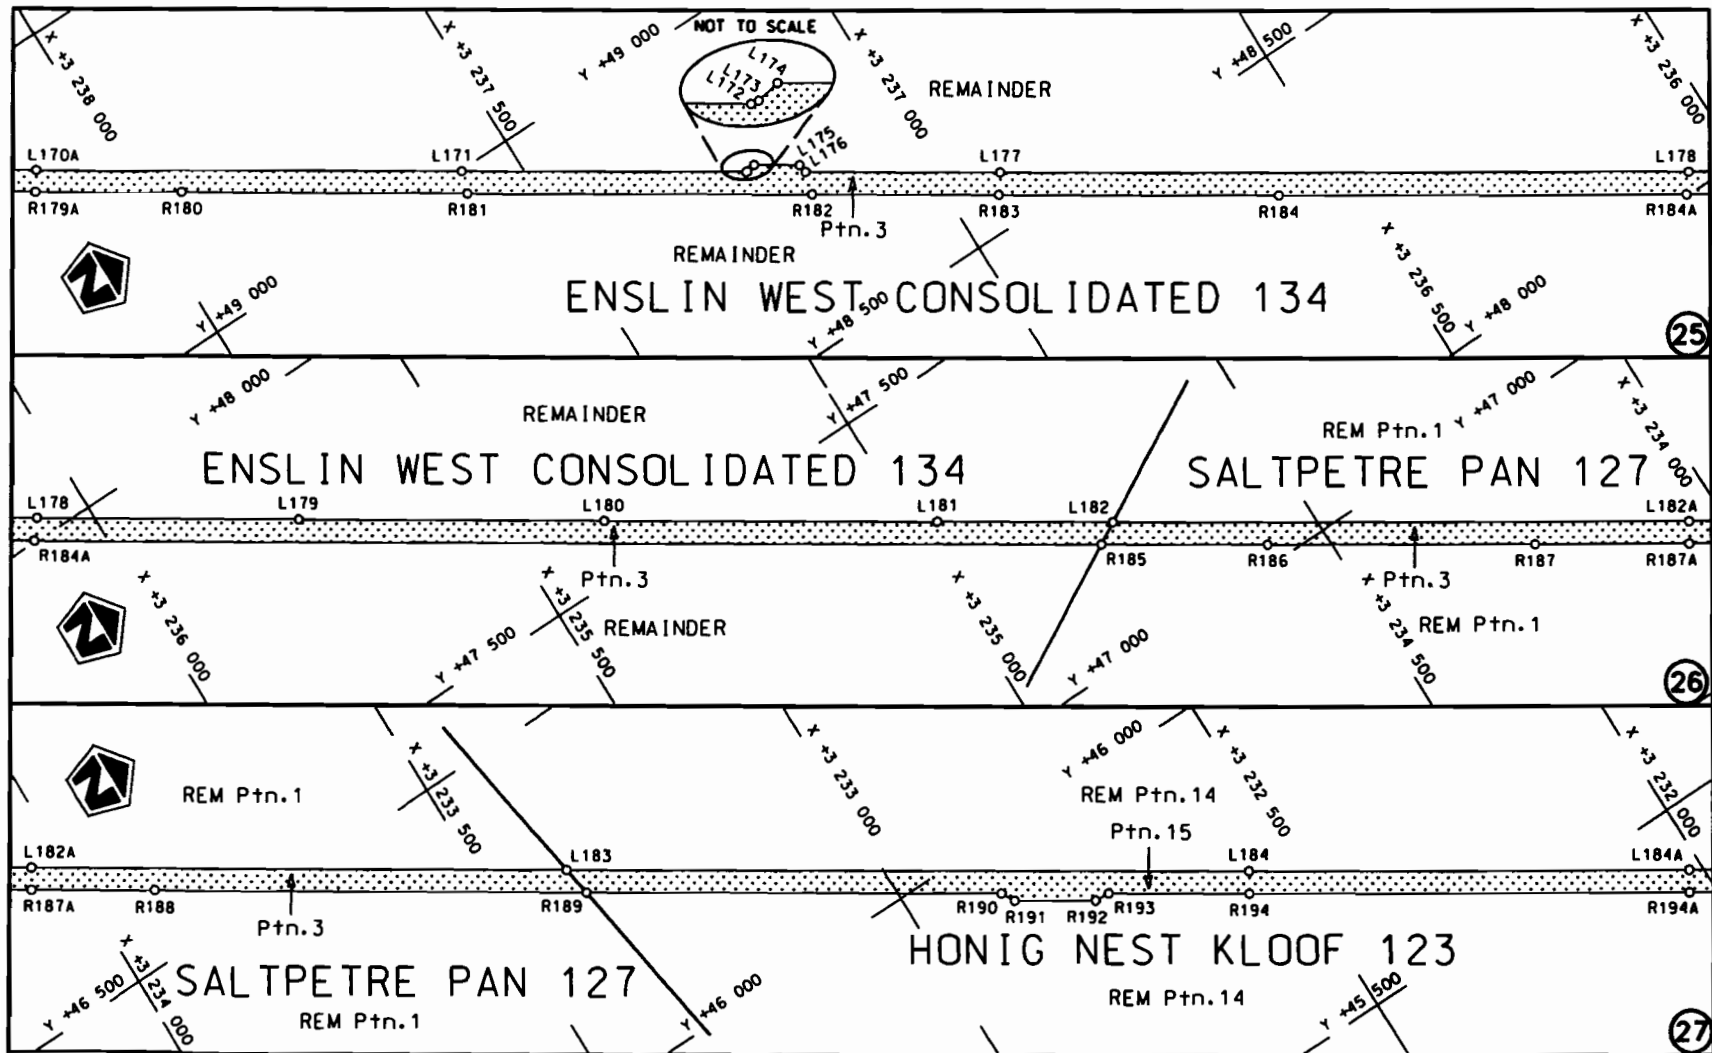 NOT TO SCALE
X +3 238 000
X +3 237 500
Y +49 000
L174
L173
L172
X +3 237 000
REMAINDER
Y +48 500
X +3 236 000
L170A
L171
L175
L176
L177
L178
R179A
R180
R181
R182
R183
R184
R184A
Ptn.3
REMAINDER
Y +49 000
ENSLIN WEST CONSOLIDATED 134
Y +48 500
X +3 236 500
Y +48 000
25
Y +48 000
REMAINDER
Y +47 500
REM Ptn.1
Y +47 000
X +3 234 000
ENSLIN WEST CONSOLIDATED 134
SALTPETRE PAN 127
L178
L179
L180
L181
L182
L182A
R184A
R185
R186
R187
R187A
Ptn.3
Ptn.3
X +3 236 000
Y +47 500
X +3 235 500
REMAINDER
X +3 235 000
Y +47 000
X +3 234 500
REM Ptn.1
26
REM Ptn.1
X +3 233 500
X +3 233 000
Y +46 000
REM Ptn.14
X +3 232 500
X +3 232 000
Ptn.15
L182A
L183
L184
L184A
R187A
R188
R189
R190
R191
R192
R193
R194
R194A
Ptn.3
HONIG NEST KLOOF 123
SALTPETRE PAN 127
Y +46 500
X +3 234 000
REM Ptn.1
Y +46 000
REM Ptn.14
Y +45 500
27